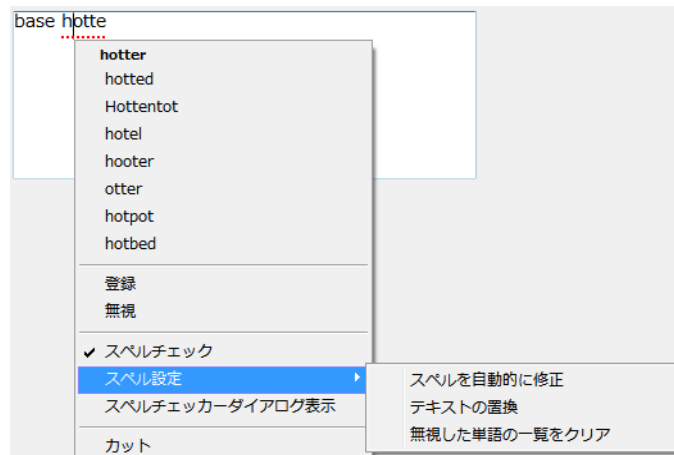 base hotte
hotter
hotted
Hottentot
hotel
hooter
otter
hotpot
hotbed
登録
無視
スペルチェック
スペル設定
スペルチェッカーダイアログ表示
カット
スペルを自動的に修正
テキストの置換
無視した単語の一覧をクリア